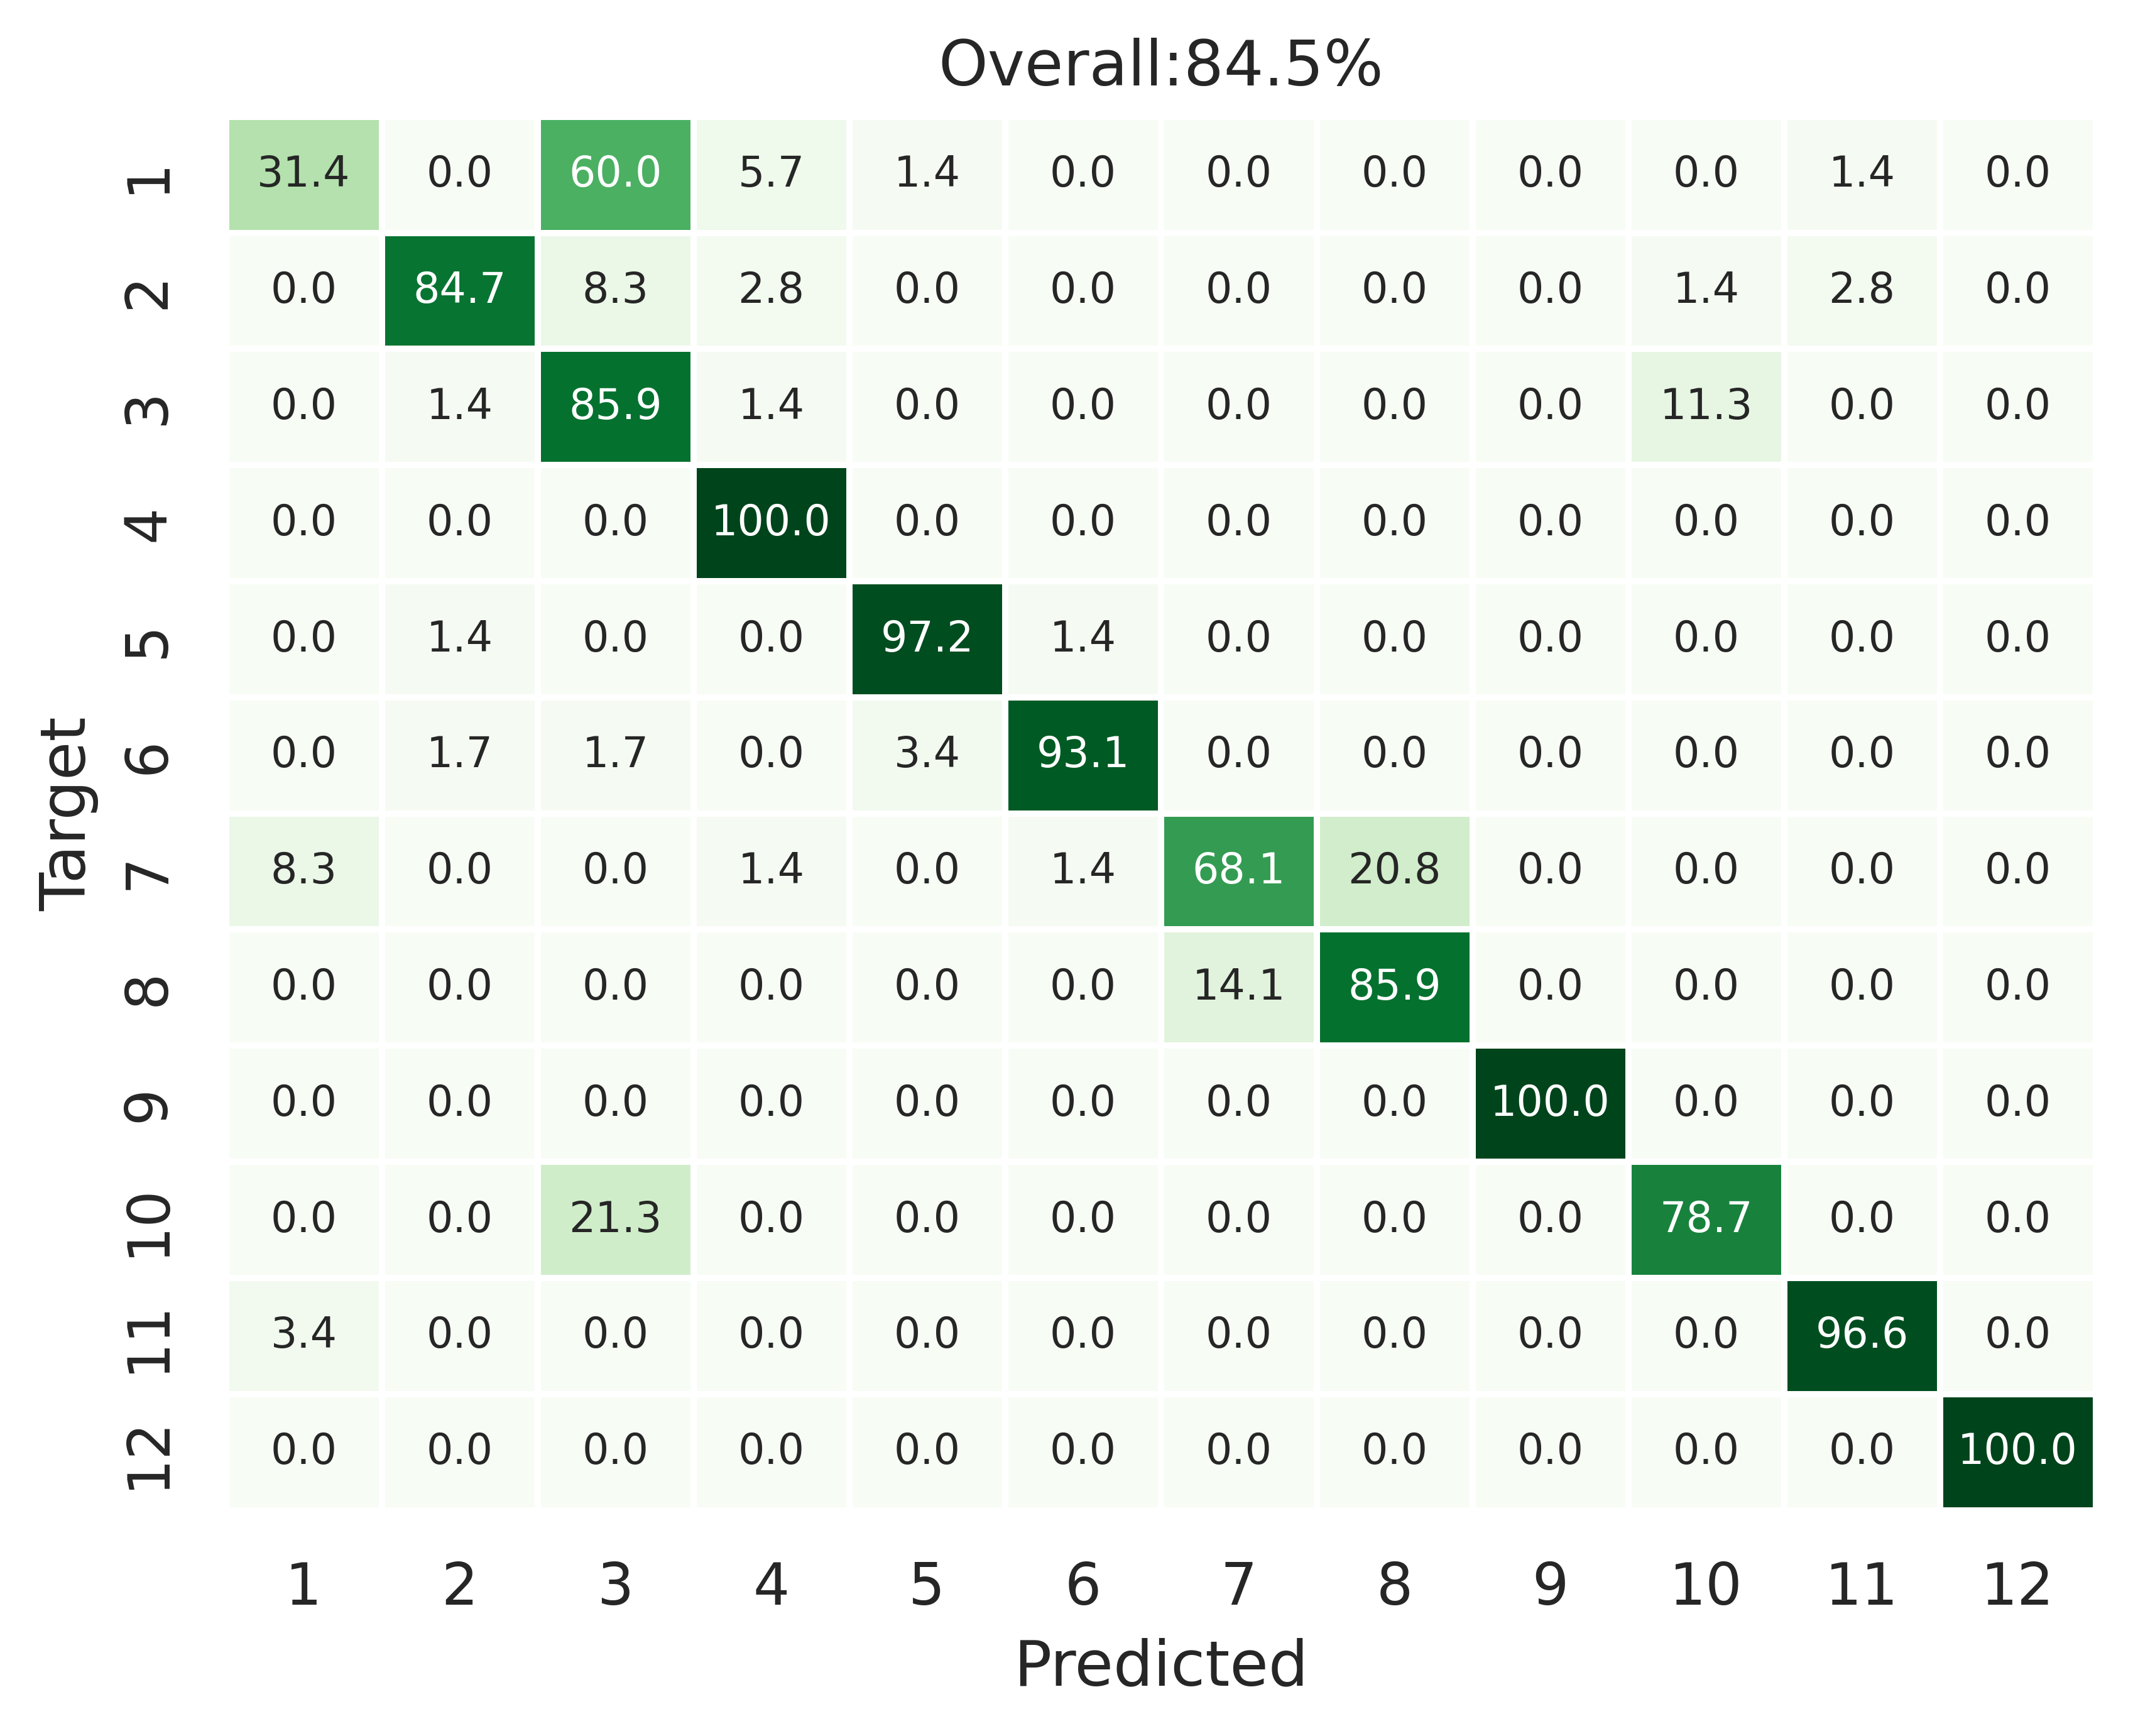 Overall:84.5%
1 31.4 0.0 60.0 5.7 1.4 0.0 0.0 0.0 0.0 0.0 1.4 0.0
2 0.0 84.7 8.3 2.8 0.0 0.0 0.0 0.0 0.0 1.4 2.8 0.0
3 0.0 1.4 85.9 1.4 0.0 0.0 0.0 0.0 0.0 11.3 0.0 0.0
4 0.0 0.0 0.0 100.0 0.0 0.0 0.0 0.0 0.0 0.0 0.0 0.0
5 0.0 1.4 0.0 0.0 97.2 1.4 0.0 0.0 0.0 0.0 0.0 0.0
6 0.0 1.7 1.7 0.0 3.4 93.1 0.0 0.0 0.0 0.0 0.0 0.0
7 8.3 0.0 0.0 1.4 0.0 1.4 68.1 20.8 0.0 0.0 0.0 0.0
8 0.0 0.0 0.0 0.0 0.0 0.0 14.1 85.9 0.0 0.0 0.0 0.0
9 0.0 0.0 0.0 0.0 0.0 0.0 0.0 0.0 100.0 0.0 0.0 0.0
10 0.0 0.0 21.3 0.0 0.0 0.0 0.0 0.0 0.0 78.7 0.0 0.0
11 3.4 0.0 0.0 0.0 0.0 0.0 0.0 0.0 0.0 0.0 96.6 0.0
12 0.0 0.0 0.0 0.0 0.0 0.0 0.0 0.0 0.0 0.0 0.0 100.0
Target
1 2 3 4 5 6 7 8 9 10 11 12
Predicted